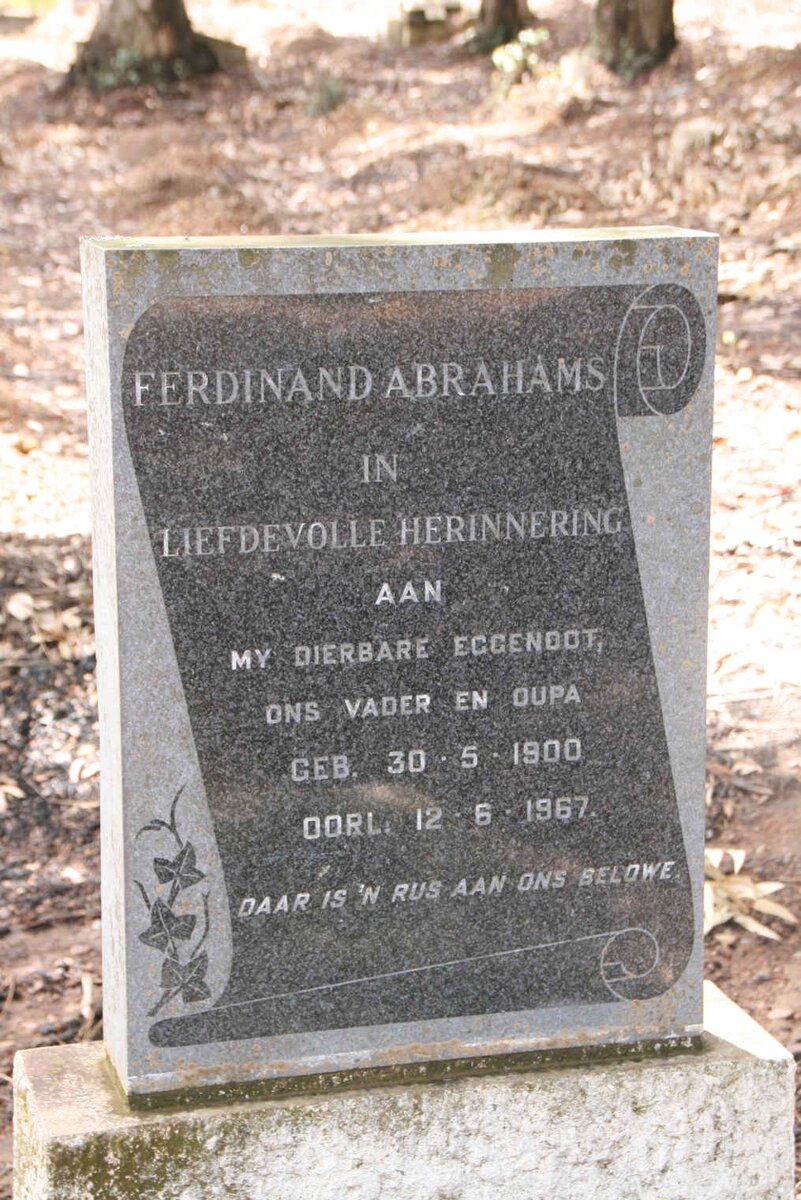 FERDINAND ABRAHAMS
IN
LIEFDEVOLLE HERINNERING
AAN
MY DIERBARE EGGENOOT,
ONS VADER EN OUPA
GEB. 30 · 5 · 1900
OORL. 12 · 6 · 1967.
DAAR IS 'N RUS AAN ONS BELOWE.